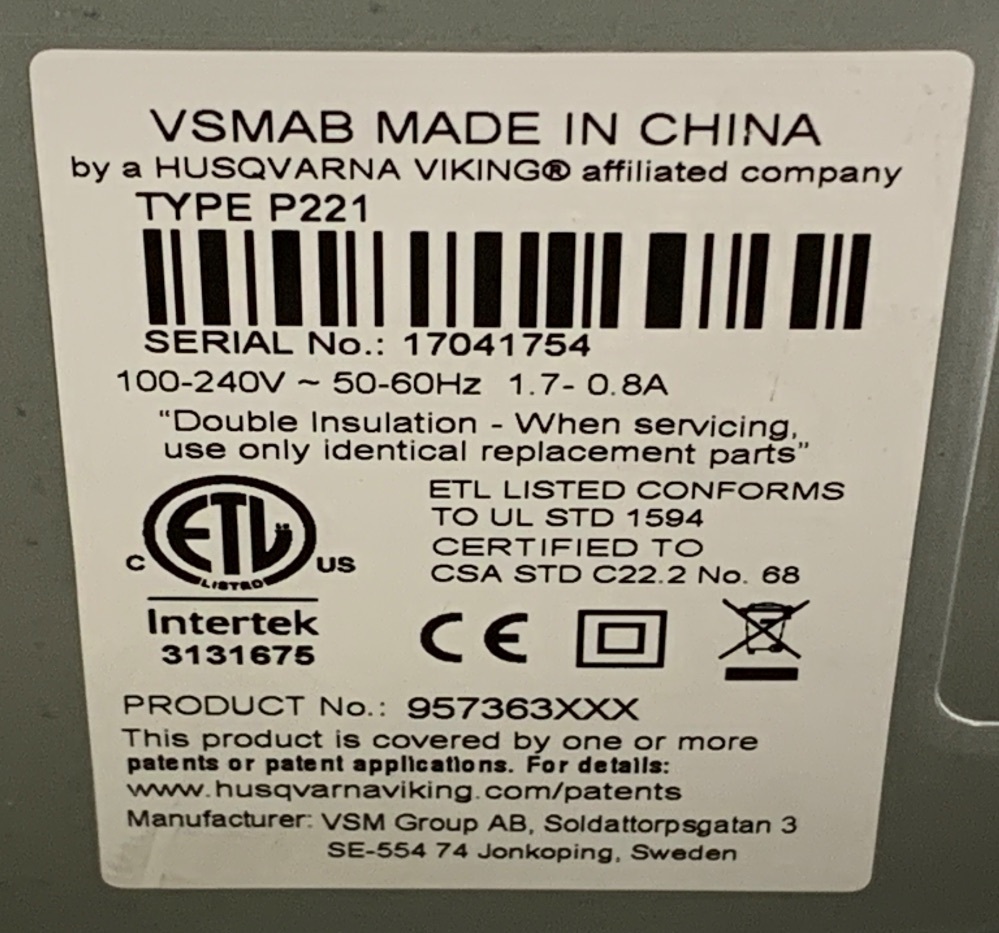 VSMAB MADE IN CHINA
by a HUSQVARNA VIKING® affiliated company
TYPE P221
SERIAL No.: 17041754
100-240V ~ 50-60Hz 1.7- 0.8A
"Double Insulation - When servicing,
use only identical replacement parts"
ETL LISTED CONFORMS
TO UL STD 1594
CERTIFIED TO
CSA STD C22.2 No. 68
C ETL US
LISTED
Intertek
3131675
CE
PRODUCT No.: 957363XXX
This product is covered by one or more
patents or patent applications. For details:
www.husqvarnaviking.com/patents
Manufacturer: VSM Group AB, Soldattorpsgatan 3
SE-554 74 Jonkoping, Sweden